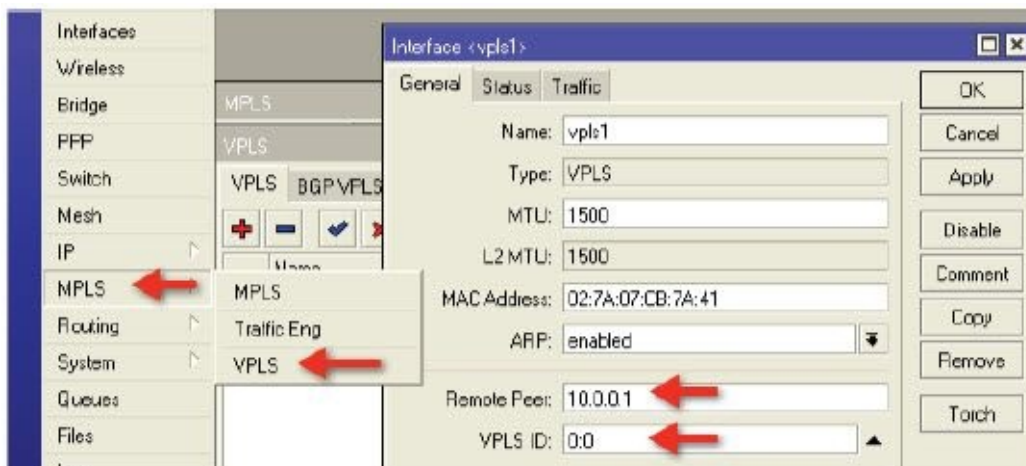 Interfaces
Wireless
Bridge
PPP
Switch
Mesh
IP
MPLS
Routing
System
Queues
Files
MPLS
VPLS
VPLS BGP VPLS
Name
MPLS
Traffic Eng
VPLS
Interface <vpls1>
General Status Traffic
Name: vpls1
Type: VPLS
MTU: 1500
L2 MTU: 1500
MAC Address: 02:7A:07:CB:7A:41
ARP: enabled
Remote Peer: 10.0.0.1
VPLS ID: 0:0
OK
Cancel
Apply
Disable
Comment
Copy
Remove
Torch